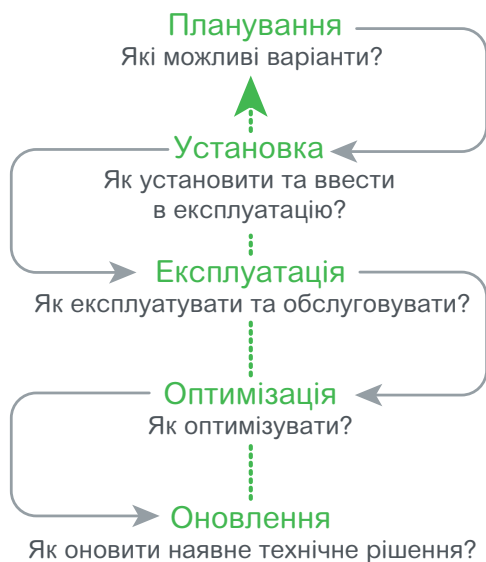 Планування
Які можливі варіанти?
Установка
Як установити та ввести
в експлуатацію?
Експлуатація
Як експлуатувати та обслуговувати?
Оптимізація
Як оптимізувати?
Оновлення
Як оновити наявне технічне рішення?